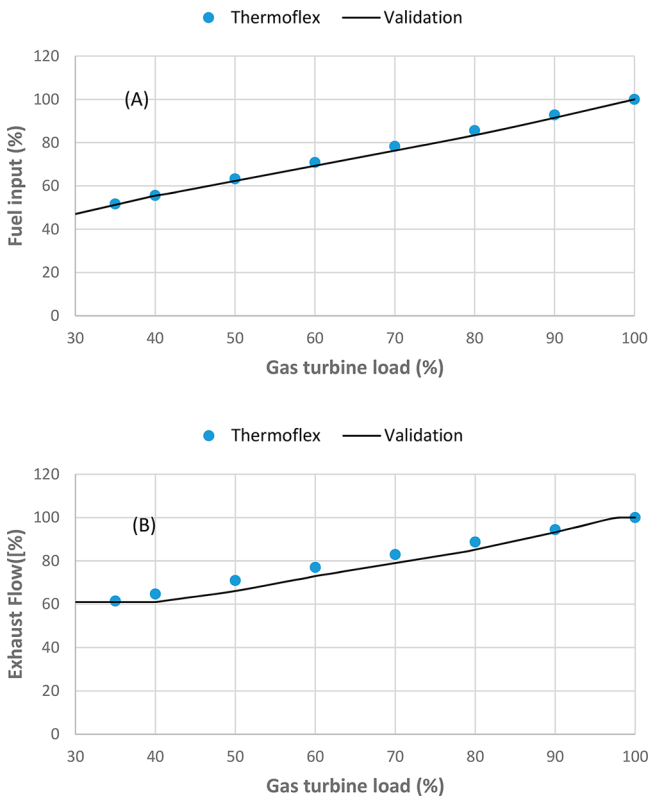 Thermoflex Validation
120
100
80
60
40
20
0
(A)
Fuel input (%)
30 40 50 60 70 80 90 100
Gas turbine load (%)
Thermoflex Validation
120
100
80
60
40
20
0
(B)
Exhaust Flow([%)
30 40 50 60 70 80 90 100
Gas turbine load (%)